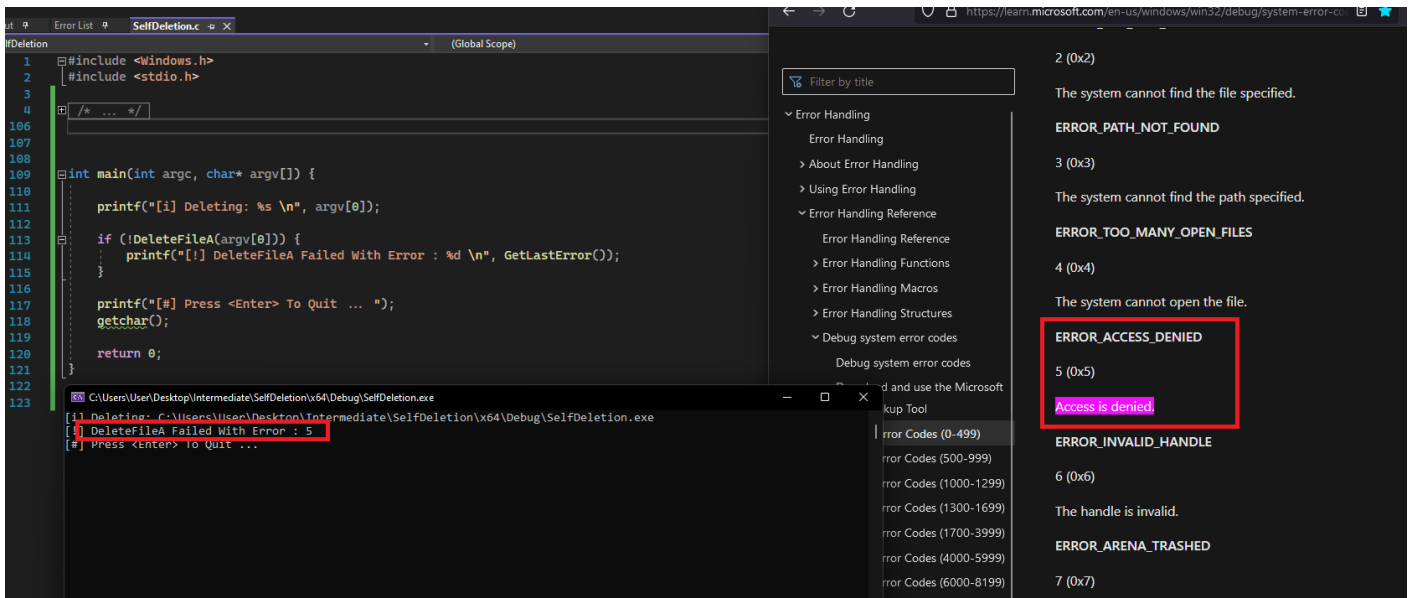 Error List
SelfDeletion.c
lfDeletion
(Global Scope)
1 #include <Windows.h>
2 #include <stdio.h>
3
4 /* ... */
106
107
108
109 int main(int argc, char* argv[]) {
110
111 printf("[i] Deleting: %s \n", argv[0]);
112
113 if (!DeleteFileA(argv[0])) {
114 printf("[!] DeleteFileA Failed With Error : %d \n", GetLastError());
115 }
116
117 printf("[#] Press <Enter> To Quit ... ");
118 getchar();
119
120 return 0;
121 }
122
123
C:\Users\User\Desktop\Intermediate\SelfDeletion\x64\Debug\SelfDeletion.exe
[i] Deleting: C:\Users\User\Desktop\Intermediate\SelfDeletion\x64\Debug\SelfDeletion.exe
[!] DeleteFileA Failed With Error : 5
[#] Press <Enter> To Quit ...
https://learn.microsoft.com/en-us/windows/win32/debug/system-error-co
Filter by title
Error Handling
Error Handling
About Error Handling
Using Error Handling
Error Handling Reference
Error Handling Reference
Error Handling Functions
Error Handling Macros
Error Handling Structures
Debug system error codes
Debug system error codes
d and use the Microsoft
kup Tool
rror Codes (0-499)
rror Codes (500-999)
rror Codes (1000-1299)
rror Codes (1300-1699)
rror Codes (1700-3999)
rror Codes (4000-5999)
rror Codes (6000-8199)
2 (0x2)
The system cannot find the file specified.
ERROR_PATH_NOT_FOUND
3 (0x3)
The system cannot find the path specified.
ERROR_TOO_MANY_OPEN_FILES
4 (0x4)
The system cannot open the file.
ERROR_ACCESS_DENIED
5 (0x5)
Access is denied.
ERROR_INVALID_HANDLE
6 (0x6)
The handle is invalid.
ERROR_ARENA_TRASHED
7 (0x7)